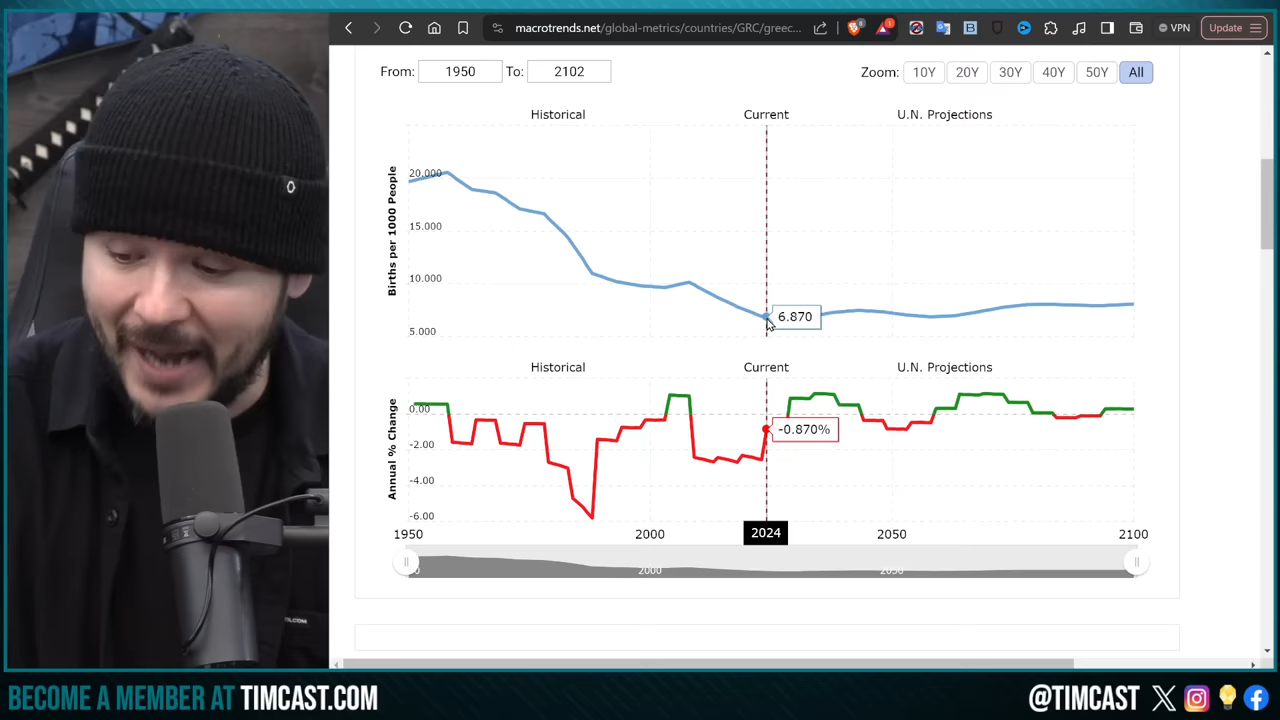 macrotrends.net/global-metrics/countries/GRC/greec...
VPN
Update
From: 1950 To: 2102
Zoom: 10Y 20Y 30Y 40Y 50Y All
Historical Current U.N. Projections
Births per 1000 People
20.000
15.000
10.000
5.000
6.870
Historical Current U.N. Projections
Annual % Change
0.00
-2.00
-4.00
-6.00
-0.870%
1950 2000 2024 2050 2100
2000 2050
BECOME A MEMBER AT TIMCAST.COM
@TIMCAST